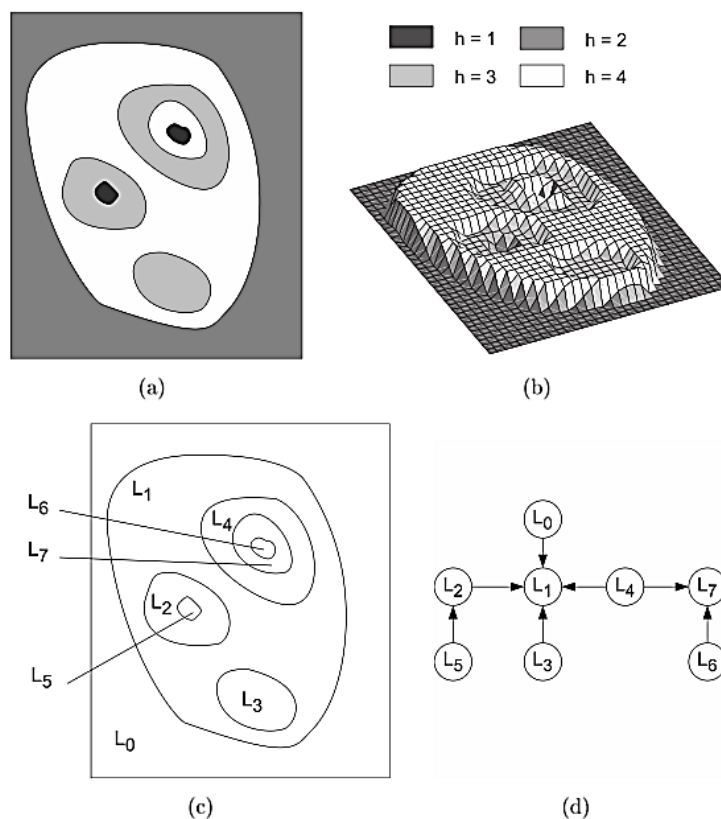 h = 1 h = 2
h = 3 h = 4
(a) (b)
L1
L6
L4
L7
L2
L5
L3
L0
L0
L2 L1 L4 L7
L5 L3 L6
(c) (d)